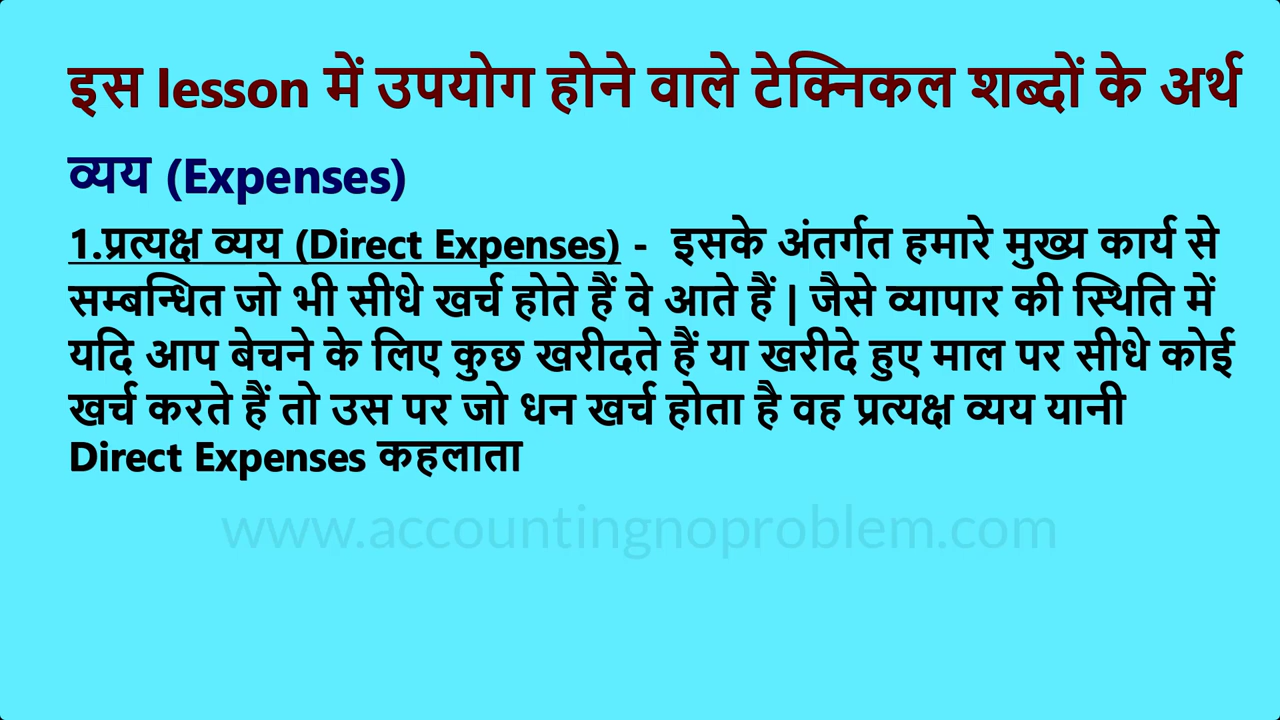 इस lesson में उपयोग होने वाले टेक्निकल शब्दों के अर्थ
व्यय (Expenses)
1.प्रत्यक्ष व्यय (Direct Expenses) - इसके अंतर्गत हमारे मुख्य कार्य से
सम्बन्धित जो भी सीधे खर्च होते हैं वे आते हैं | जैसे व्यापार की स्थिति में
यदि आप बेचने के लिए कुछ खरीदते हैं या खरीदे हुए माल पर सीधे कोई
खर्च करते हैं तो उस पर जो धन खर्च होता है वह प्रत्यक्ष व्यय यानी
Direct Expenses कहलाता
www.accountingnoproblem.com